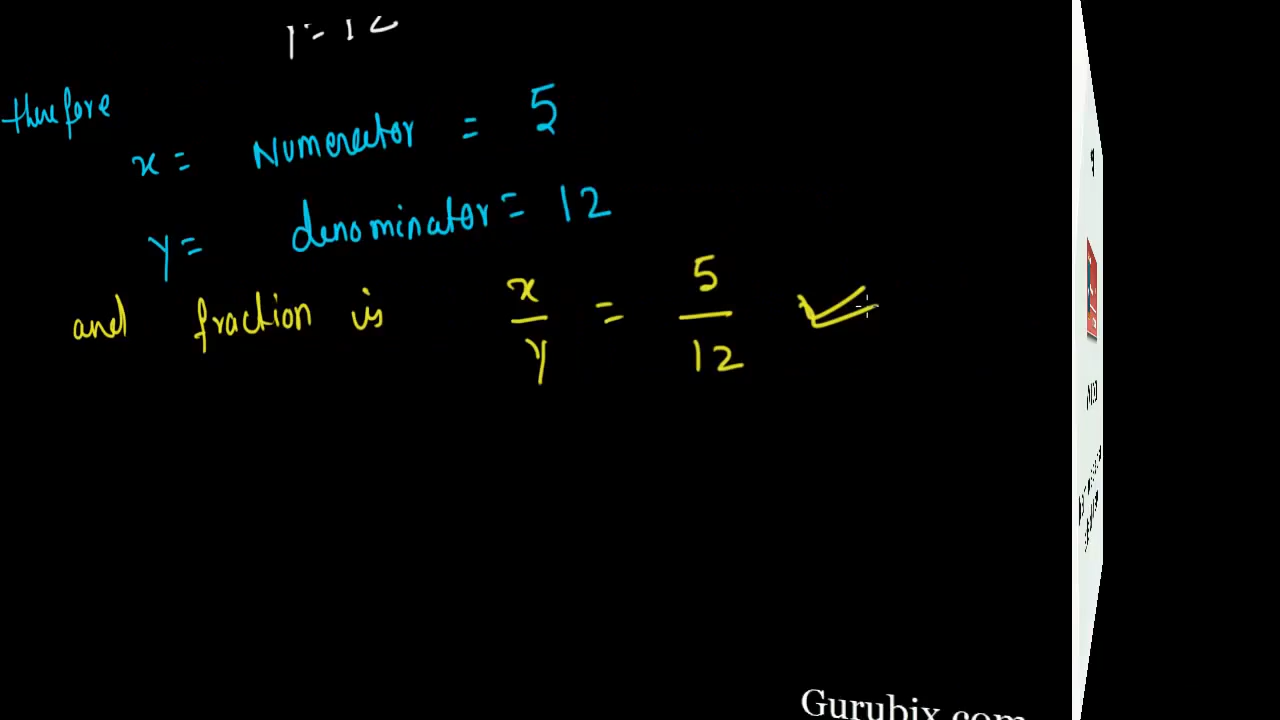 therefore
x = Numerator = 5
y = denominator = 12
and fraction is x/y = 5/12
Gurubix.com